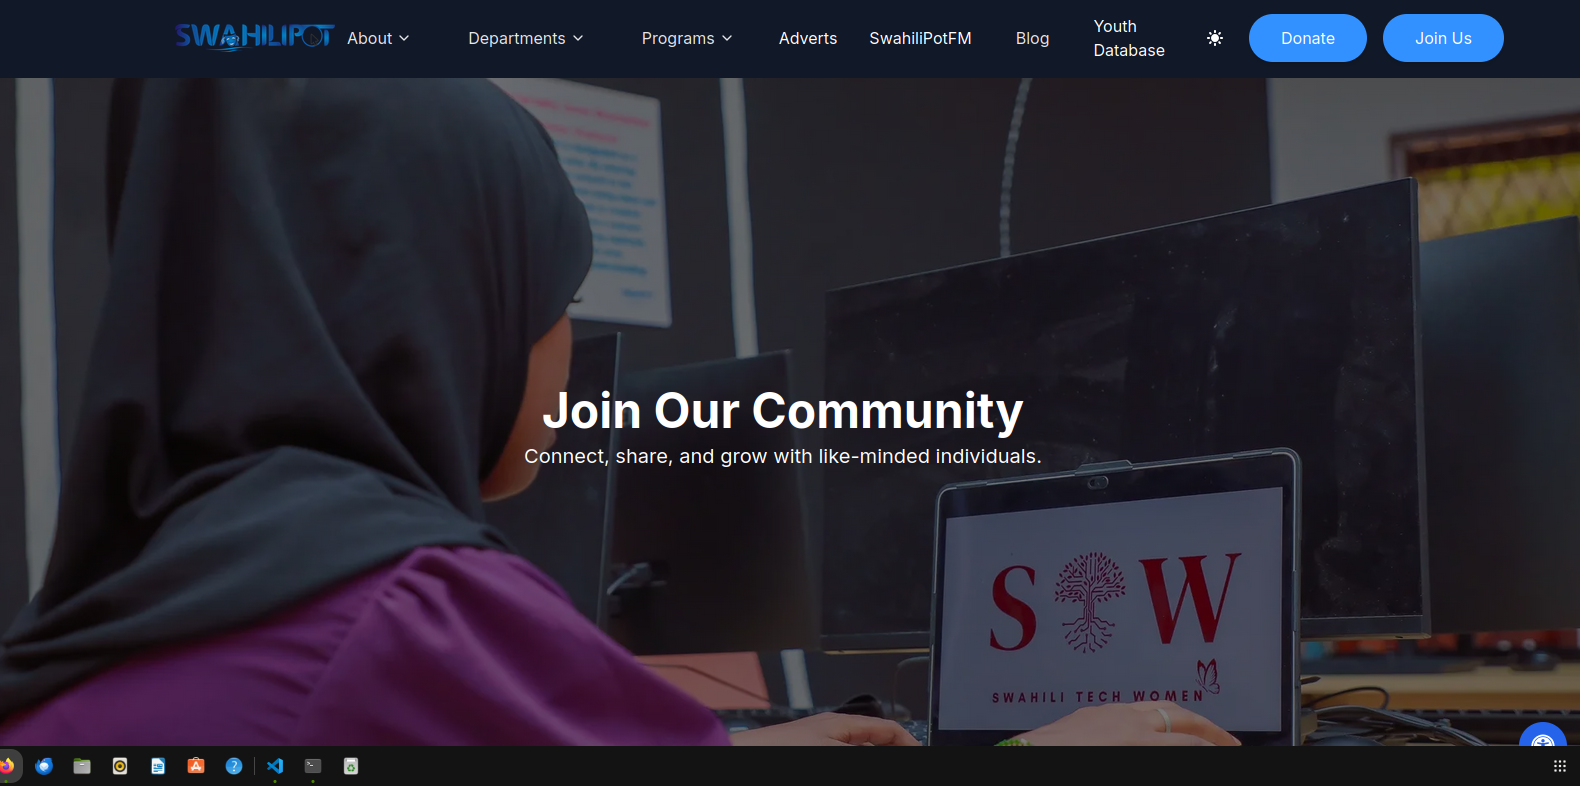 SWAHILIPOT
About
Departments
Programs
Adverts
SwahiliPotFM
Blog
Youth
Database
Donate
Join Us
Join Our Community
Connect, share, and grow with like-minded individuals.
S W
SWAHILI TECH WOMEN